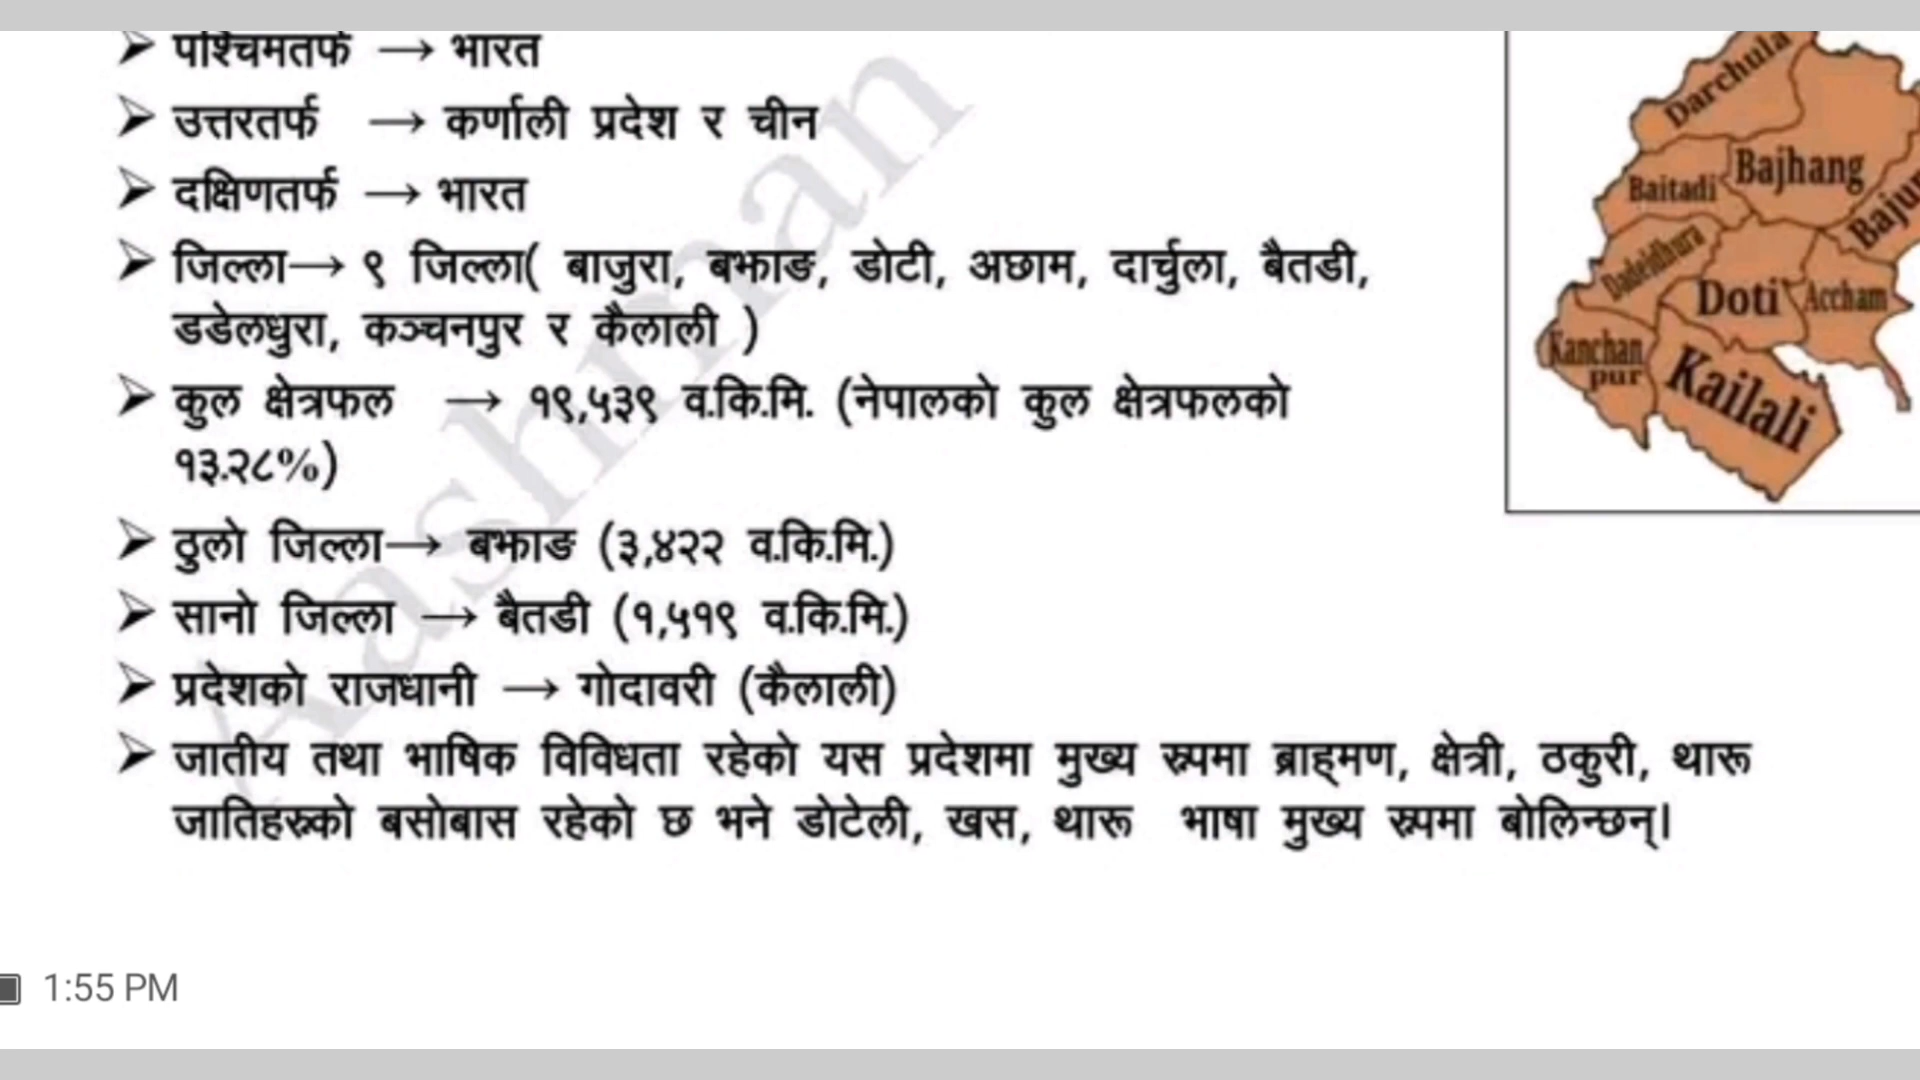 ➢ पश्चिमतर्फ → भारत
➢ उत्तरतर्फ → कर्णाली प्रदेश र चीन
➢ दक्षिणतर्फ → भारत
➢ जिल्ला→ ९ जिल्ला( बाजुरा, बझाङ, डोटी, अछाम, दार्चुला, बैतडी,
डडेलधुरा, कञ्चनपुर र कैलाली )
➢ कुल क्षेत्रफल → १९,५३९ व.कि.मि. (नेपालको कुल क्षेत्रफलको
१३.२८%)
➢ ठुलो जिल्ला→ बझाङ (३,४२२ व.कि.मि.)
➢ सानो जिल्ला → बैतडी (१,५१९ व.कि.मि.)
➢ प्रदेशको राजधानी → गोदावरी (कैलाली)
➢ जातीय तथा भाषिक विविधता रहेको यस प्रदेशमा मुख्य रुपमा ब्राह्मण, क्षेत्री, ठकुरी, थारू
जातिहरुको बसोबास रहेको छ भने डोटेली, खस, थारू भाषा मुख्य रुपमा बोलिन्छन्।
Darchula
Bajhang
Baitadi
Dadeldhura
Doti
Accham
Kanchan
pur
Kailali
Aashman
1:55 PM